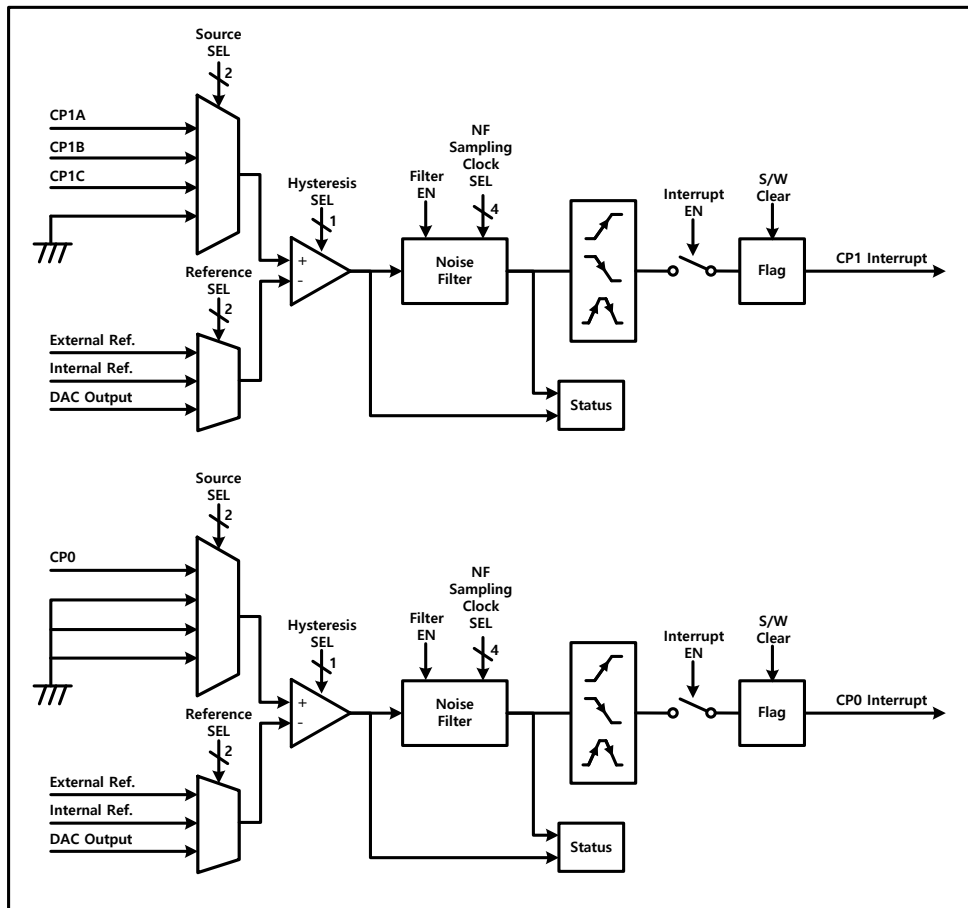 Source
SEL
2
CP1A
CP1B
CP1C
Reference
SEL
2
External Ref.
Internal Ref.
DAC Output
Hysteresis
SEL
1
+
-
Filter
EN
NF
Sampling
Clock
SEL
4
Noise
Filter
Interrupt
EN
S/W
Clear
Flag
CP1 Interrupt
Status
Source
SEL
2
CP0
Reference
SEL
2
External Ref.
Internal Ref.
DAC Output
Hysteresis
SEL
1
+
-
Filter
EN
NF
Sampling
Clock
SEL
4
Noise
Filter
Interrupt
EN
S/W
Clear
Flag
CP0 Interrupt
Status